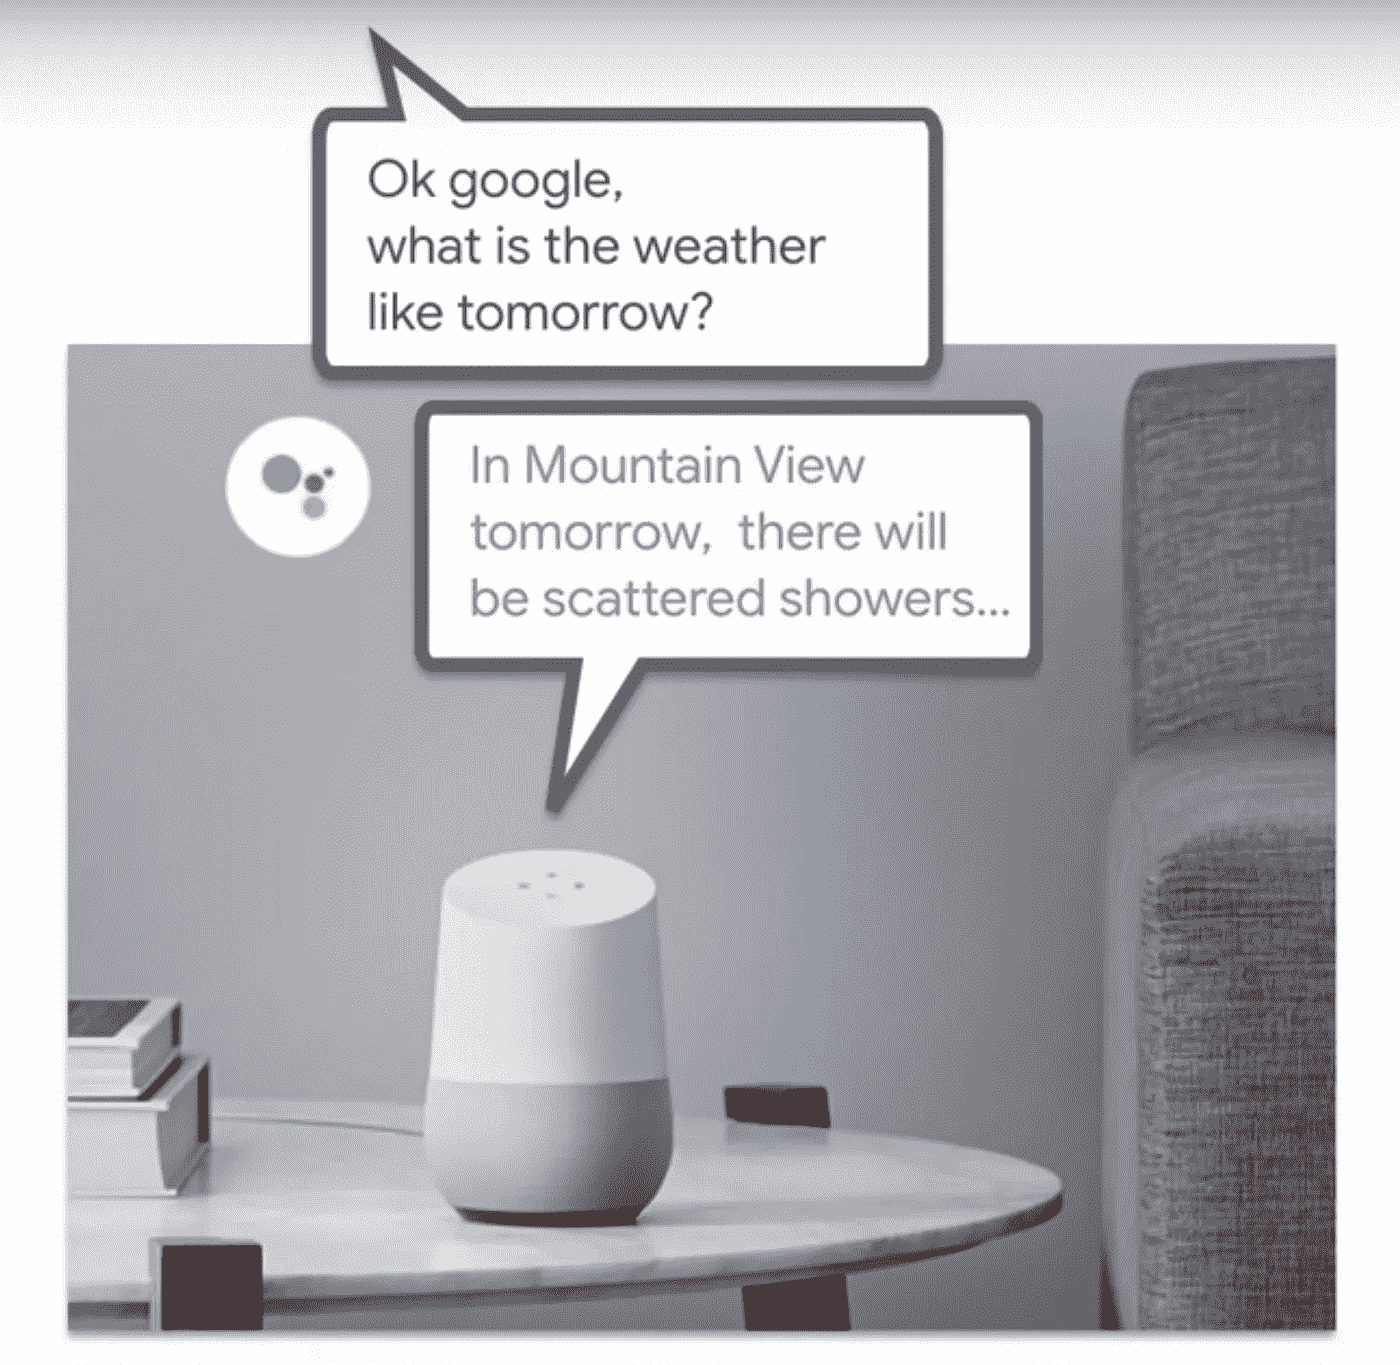 Ok google,
what is the weather
like tomorrow?
In Mountain View
tomorrow, there will
be scattered showers...